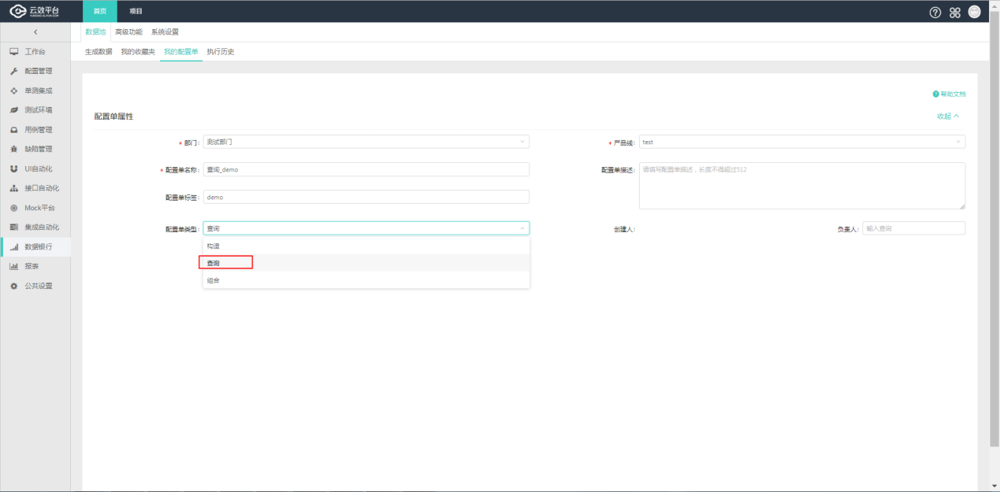 云效平台 首页 项目
YUNXIAO.ALIYUN.COM
数据池 高级功能 系统设置
生成数据 我的收藏夹 我的配置单 执行历史
工作台
配置管理
单测集成
测试环境
用例管理
缺陷管理
UI自动化
接口自动化
Mock平台
集成自动化
数据银行
报表
公共设置
帮助文档
配置单属性 收起
* 部门: 测试部门 * 产品线: test
* 配置单名称: 查询_demo 配置单描述: 请填写配置单描述，长度不得超过512
配置单标签: demo
配置单类型: 查询 创建人: 负责人: 输入查询
构造
查询
组合